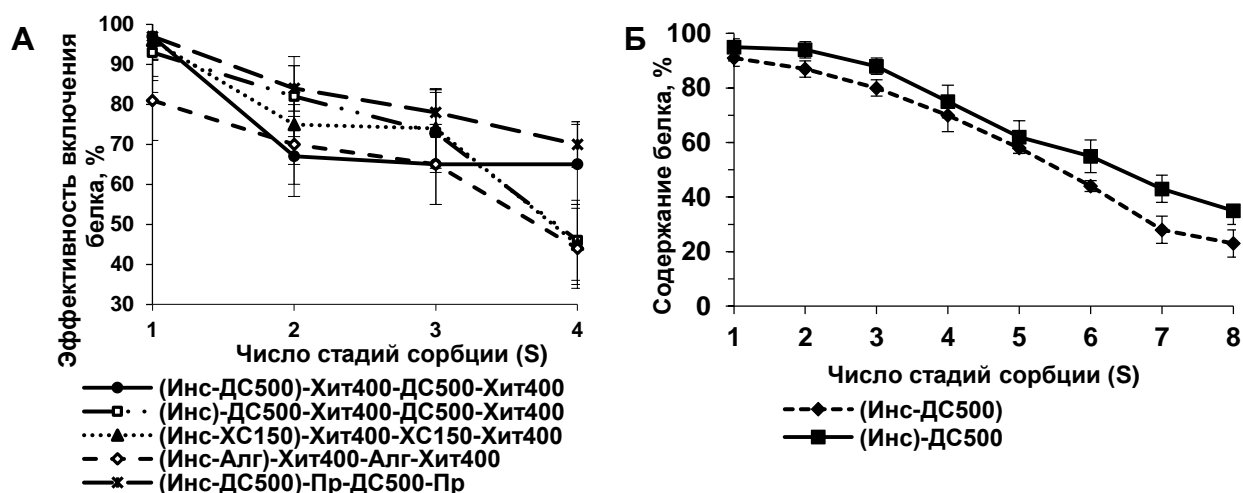 А
Эффективность включения
белка, %
100
90
80
70
60
50
40
30
1 2 3 4
Число стадий сорбции (S)
(Инс-ДС500)-Хит400-ДС500-Хит400
(Инс)-ДС500-Хит400-ДС500-Хит400
(Инс-ХС150)-Хит400-ХС150-Хит400
(Инс-Алг)-Хит400-Алг-Хит400
(Инс-ДС500)-Пр-ДС500-Пр
Б
Содержание белка, %
100
80
60
40
20
0
1 2 3 4 5 6 7 8
Число стадий сорбции (S)
(Инс-ДС500)
(Инс)-ДС500